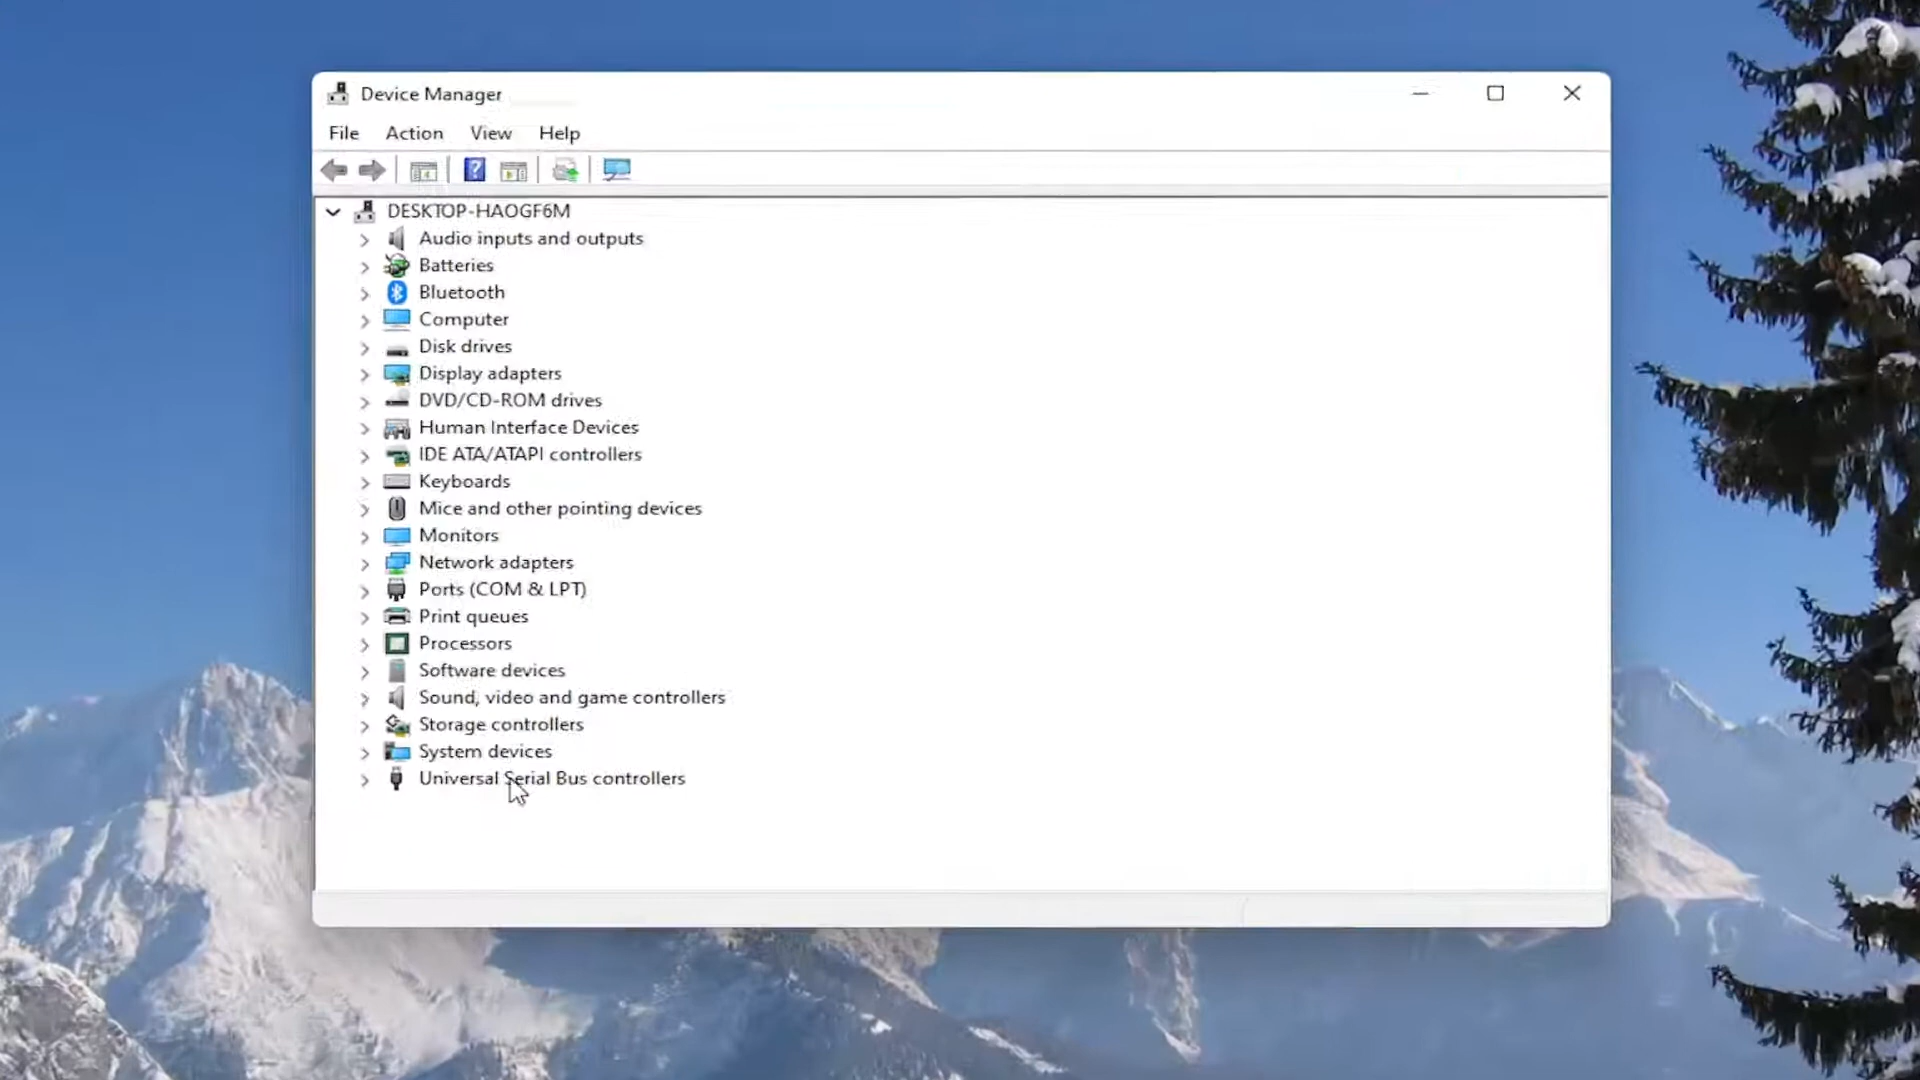 Device Manager
File Action View Help
DESKTOP-HAOGF6M
Audio inputs and outputs
Batteries
Bluetooth
Computer
Disk drives
Display adapters
DVD/CD-ROM drives
Human Interface Devices
IDE ATA/ATAPI controllers
Keyboards
Mice and other pointing devices
Monitors
Network adapters
Ports (COM & LPT)
Print queues
Processors
Software devices
Sound, video and game controllers
Storage controllers
System devices
Universal Serial Bus controllers